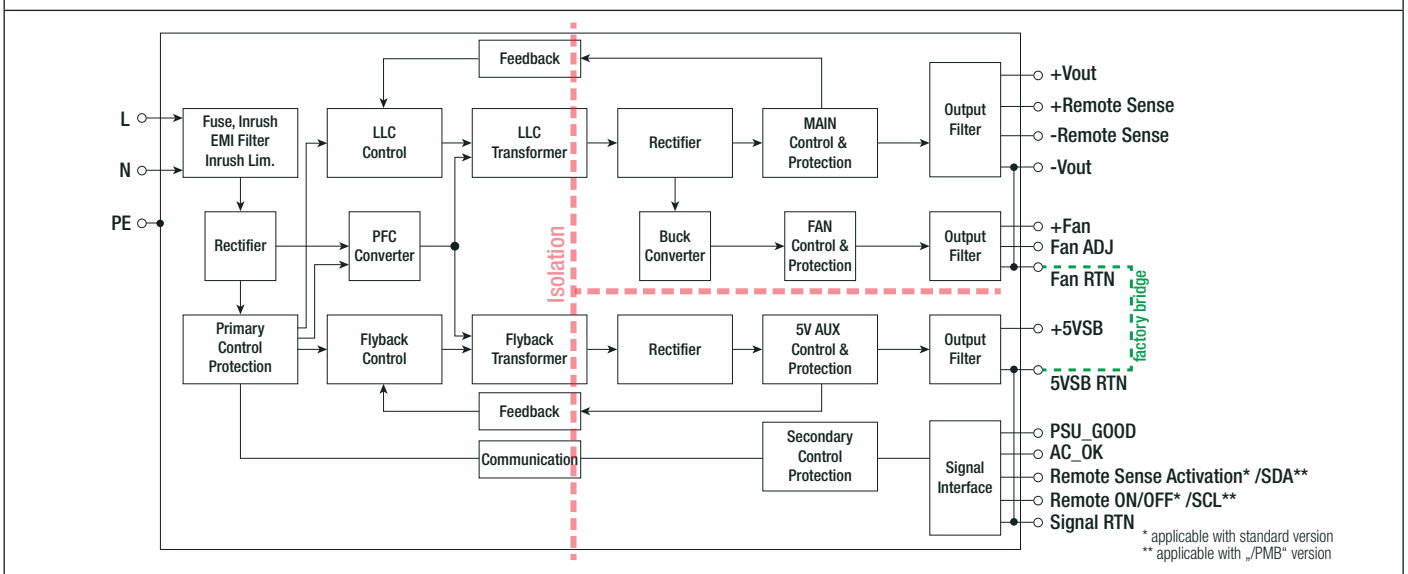 L
N
PE
Fuse, Inrush
EMI Filter
Inrush Lim.
Feedback
LLC
Control
LLC
Transformer
Rectifier
MAIN
Control &
Protection
Output
Filter
+Vout
+Remote Sense
-Remote Sense
-Vout
Rectifier
PFC
Converter
Isolation
Buck
Converter
FAN
Control &
Protection
Output
Filter
+Fan
Fan ADJ
Fan RTN
factory bridge
Primary
Control
Protection
Flyback
Control
Flyback
Transformer
Rectifier
5V AUX
Control &
Protection
Output
Filter
+5VSB
5VSB RTN
Feedback
Communication
Secondary
Control
Protection
Signal
Interface
PSU_GOOD
AC_OK
Remote Sense Activation* /SDA**
Remote ON/OFF* /SCL**
Signal RTN
* applicable with standard version
** applicable with „/PMB“ version